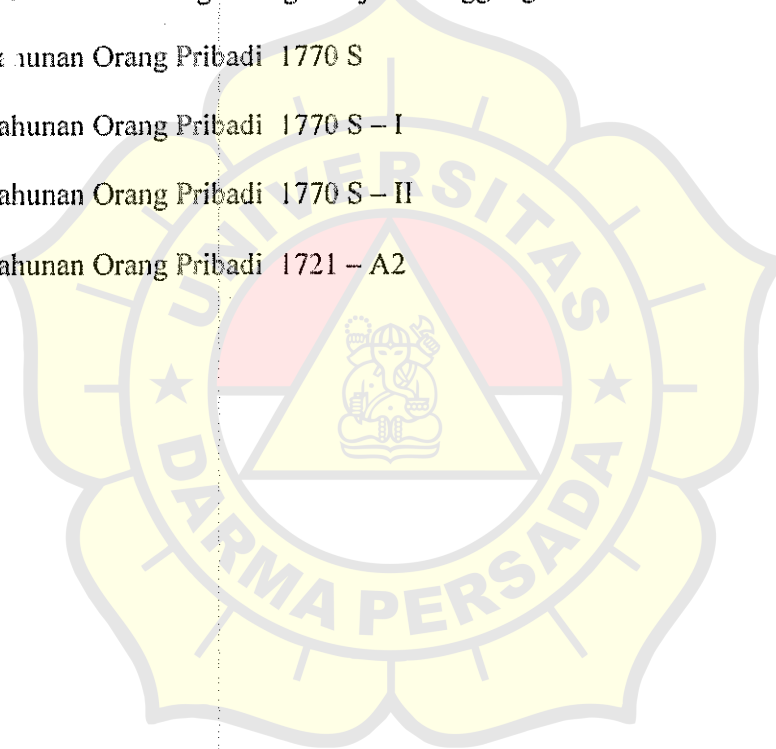 ahunan Orang Pribadi 1770 S
ahunan Orang Pribadi 1770 S – I
ahunan Orang Pribadi 1770 S – II
ahunan Orang Pribadi 1721 – A2
UNIVERSITAS
DARMA PERSADA